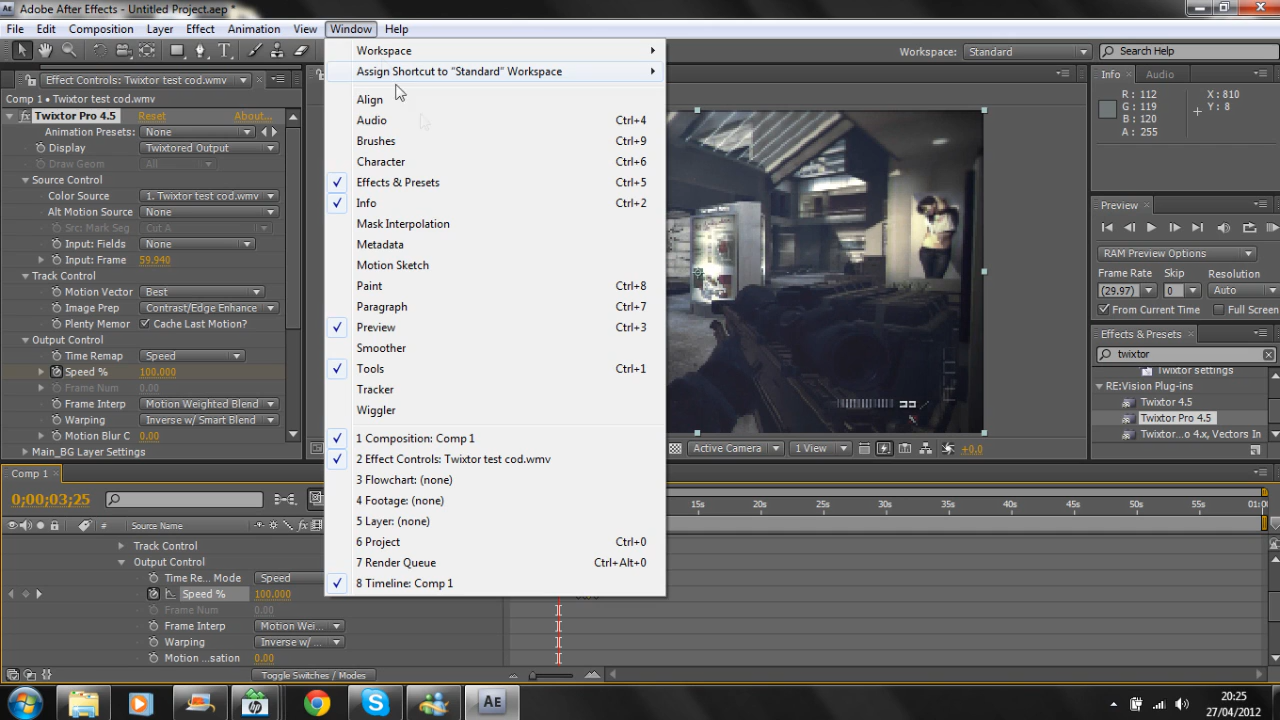 Adobe After Effects - Untitled Project.aep *
File Edit Composition Layer Effect Animation View Window Help
Workspace: Standard
Search Help
Effect Controls: Twixtor test cod.wmv
Comp 1 • Twixtor test cod.wmv
fx Twixtor Pro 4.5 Reset About...
Animation Presets: None
Display Twixtored Output
Draw Geom All
Source Control
Color Source 1. Twixtor test cod.wmv
Alt Motion Source None
Src: Mareg Seg Cut A
Input: Fields None
Input: Frame 59.940
Track Control
Motion Vector Best
Image Prep Contrast/Edge Enhance
Plenty Memor Cache Last Motion?
Output Control
Time Remap Speed
Speed % 100.000
Frame Num 0.00
Frame Interp Motion Weighted Blend
Warping Inverse w/ Smart Blend
Motion Blur C 0.00
Main_BG Layer Settings
Workspace
Assign Shortcut to "Standard" Workspace
Align
Audio Ctrl+4
Brushes Ctrl+9
Character Ctrl+6
Effects & Presets Ctrl+5
Info Ctrl+2
Mask Interpolation
Metadata
Motion Sketch
Paint Ctrl+8
Paragraph Ctrl+7
Preview Ctrl+3
Smoother
Tools Ctrl+1
Tracker
Wiggler
1 Composition: Comp 1
2 Effect Controls: Twixtor test cod.wmv
3 Flowchart: (none)
4 Footage: (none)
5 Layer: (none)
6 Project Ctrl+0
7 Render Queue Ctrl+Alt+0
8 Timeline: Comp 1
Active Camera 1 View +0.0
Info Audio
R: 112 X: 810
G: 119 Y: 8
B: 120
A: 255
Preview
RAM Preview Options
Frame Rate Skip Resolution
(29.97) 0 Auto
From Current Time Full Screen
Effects & Presets
twixtor
Twixtor settings
RE:Vision Plug-ins
Twixtor 4.5
Twixtor Pro 4.5
Twixtor...o 4.x, Vectors In
Comp 1
0;00;03;25
15s 20s 25s 30s 35s 40s 45s 50s 55s 01:0
# Source Name
Track Control
Output Control
Time Re... Mode Speed
Speed % 100.000
Frame Num 0.00
Frame Interp Motion Wei...
Warping Inverse w/ ...
Motion ...sation 0.00
Toggle Switches / Modes
hp
Ae
20:25
27/04/2012